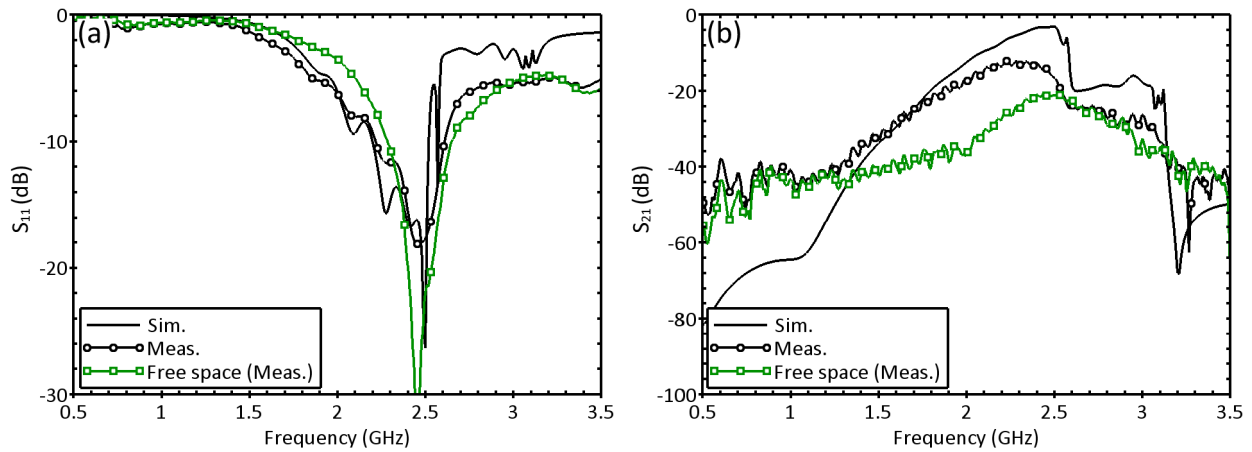 (a)
S11 (dB)
0
-10
-20
-30
Sim.
Meas.
Free space (Meas.)
0.5 1 1.5 2 2.5 3 3.5
Frequency (GHz)
(b)
S21 (dB)
0
-20
-40
-60
-80
-100
Sim.
Meas.
Free space (Meas.)
0.5 1 1.5 2 2.5 3 3.5
Frequency (GHz)